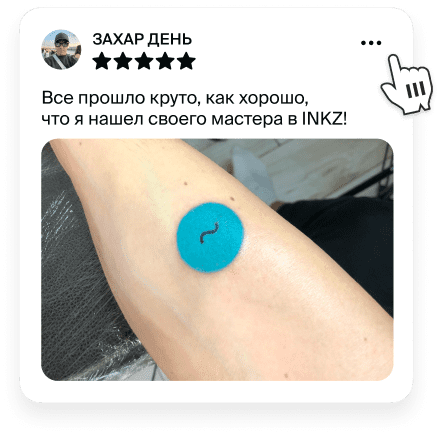 ЗАХАР ДЕНЬ
Все прошло круто, как хорошо,
что я нашел своего мастера в INKZ!